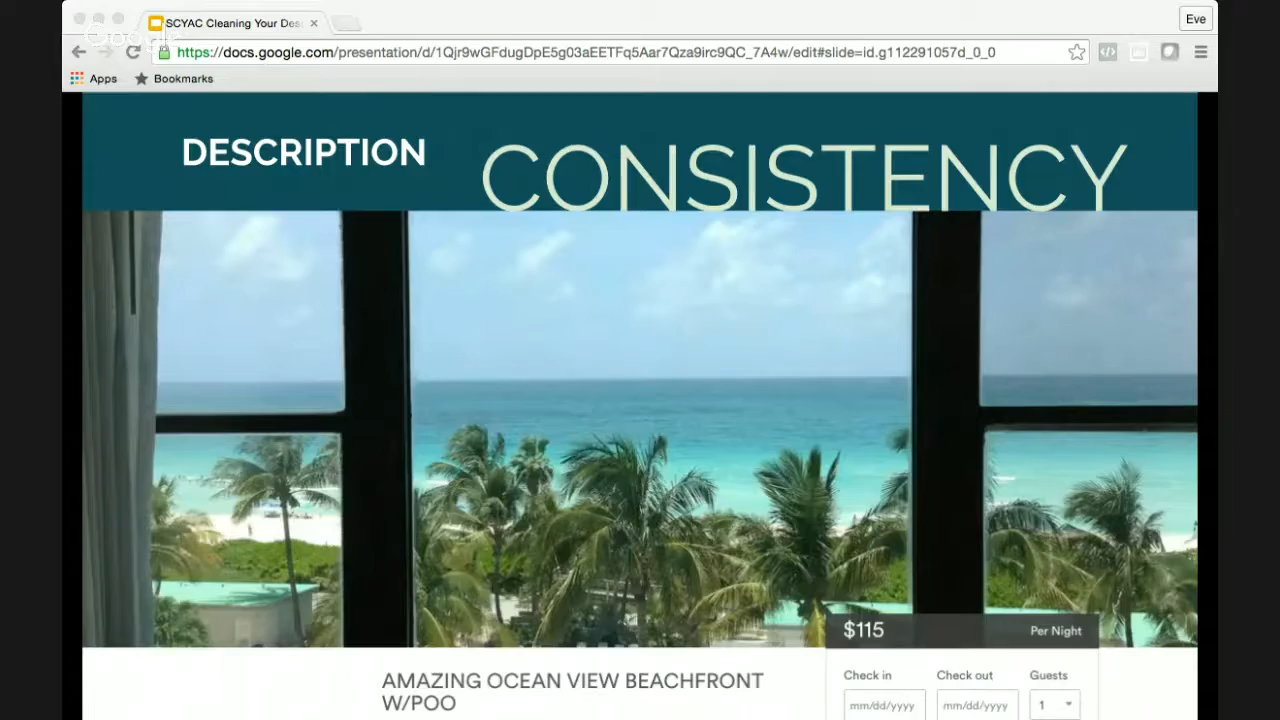 SCYAC Cleaning Your Des
Eve
Google
https://docs.google.com/presentation/d/1Qjr9wGFdugDpE5g03aEETFq5Aar7Qza9irc9QC_7A4w/edit#slide=id.g112291057d_0_0
Apps
Bookmarks
DESCRIPTION
CONSISTENCY
$115
Per Night
AMAZING OCEAN VIEW BEACHFRONT
W/POO
Check in
Check out
Guests
mm/dd/yyyy
mm/dd/yyyy
1